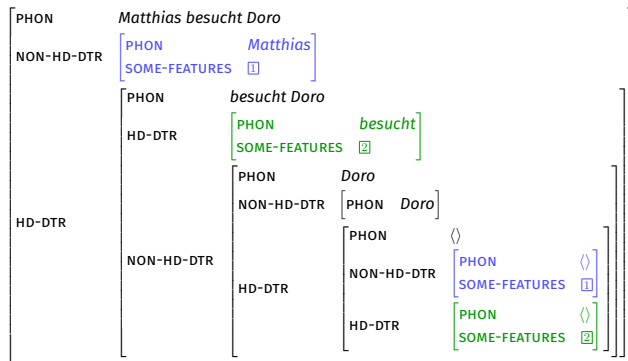 PHON Matthias besucht Doro
NON-HD-DTR PHON Matthias
SOME-FEATURES 1
PHON besucht Doro
HD-DTR PHON besucht
SOME-FEATURES 2
PHON Doro
NON-HD-DTR PHON Doro
HD-DTR
PHON ⟨⟩
NON-HD-DTR PHON ⟨⟩
NON-HD-DTR SOME-FEATURES 1
HD-DTR
HD-DTR PHON ⟨⟩
SOME-FEATURES 2